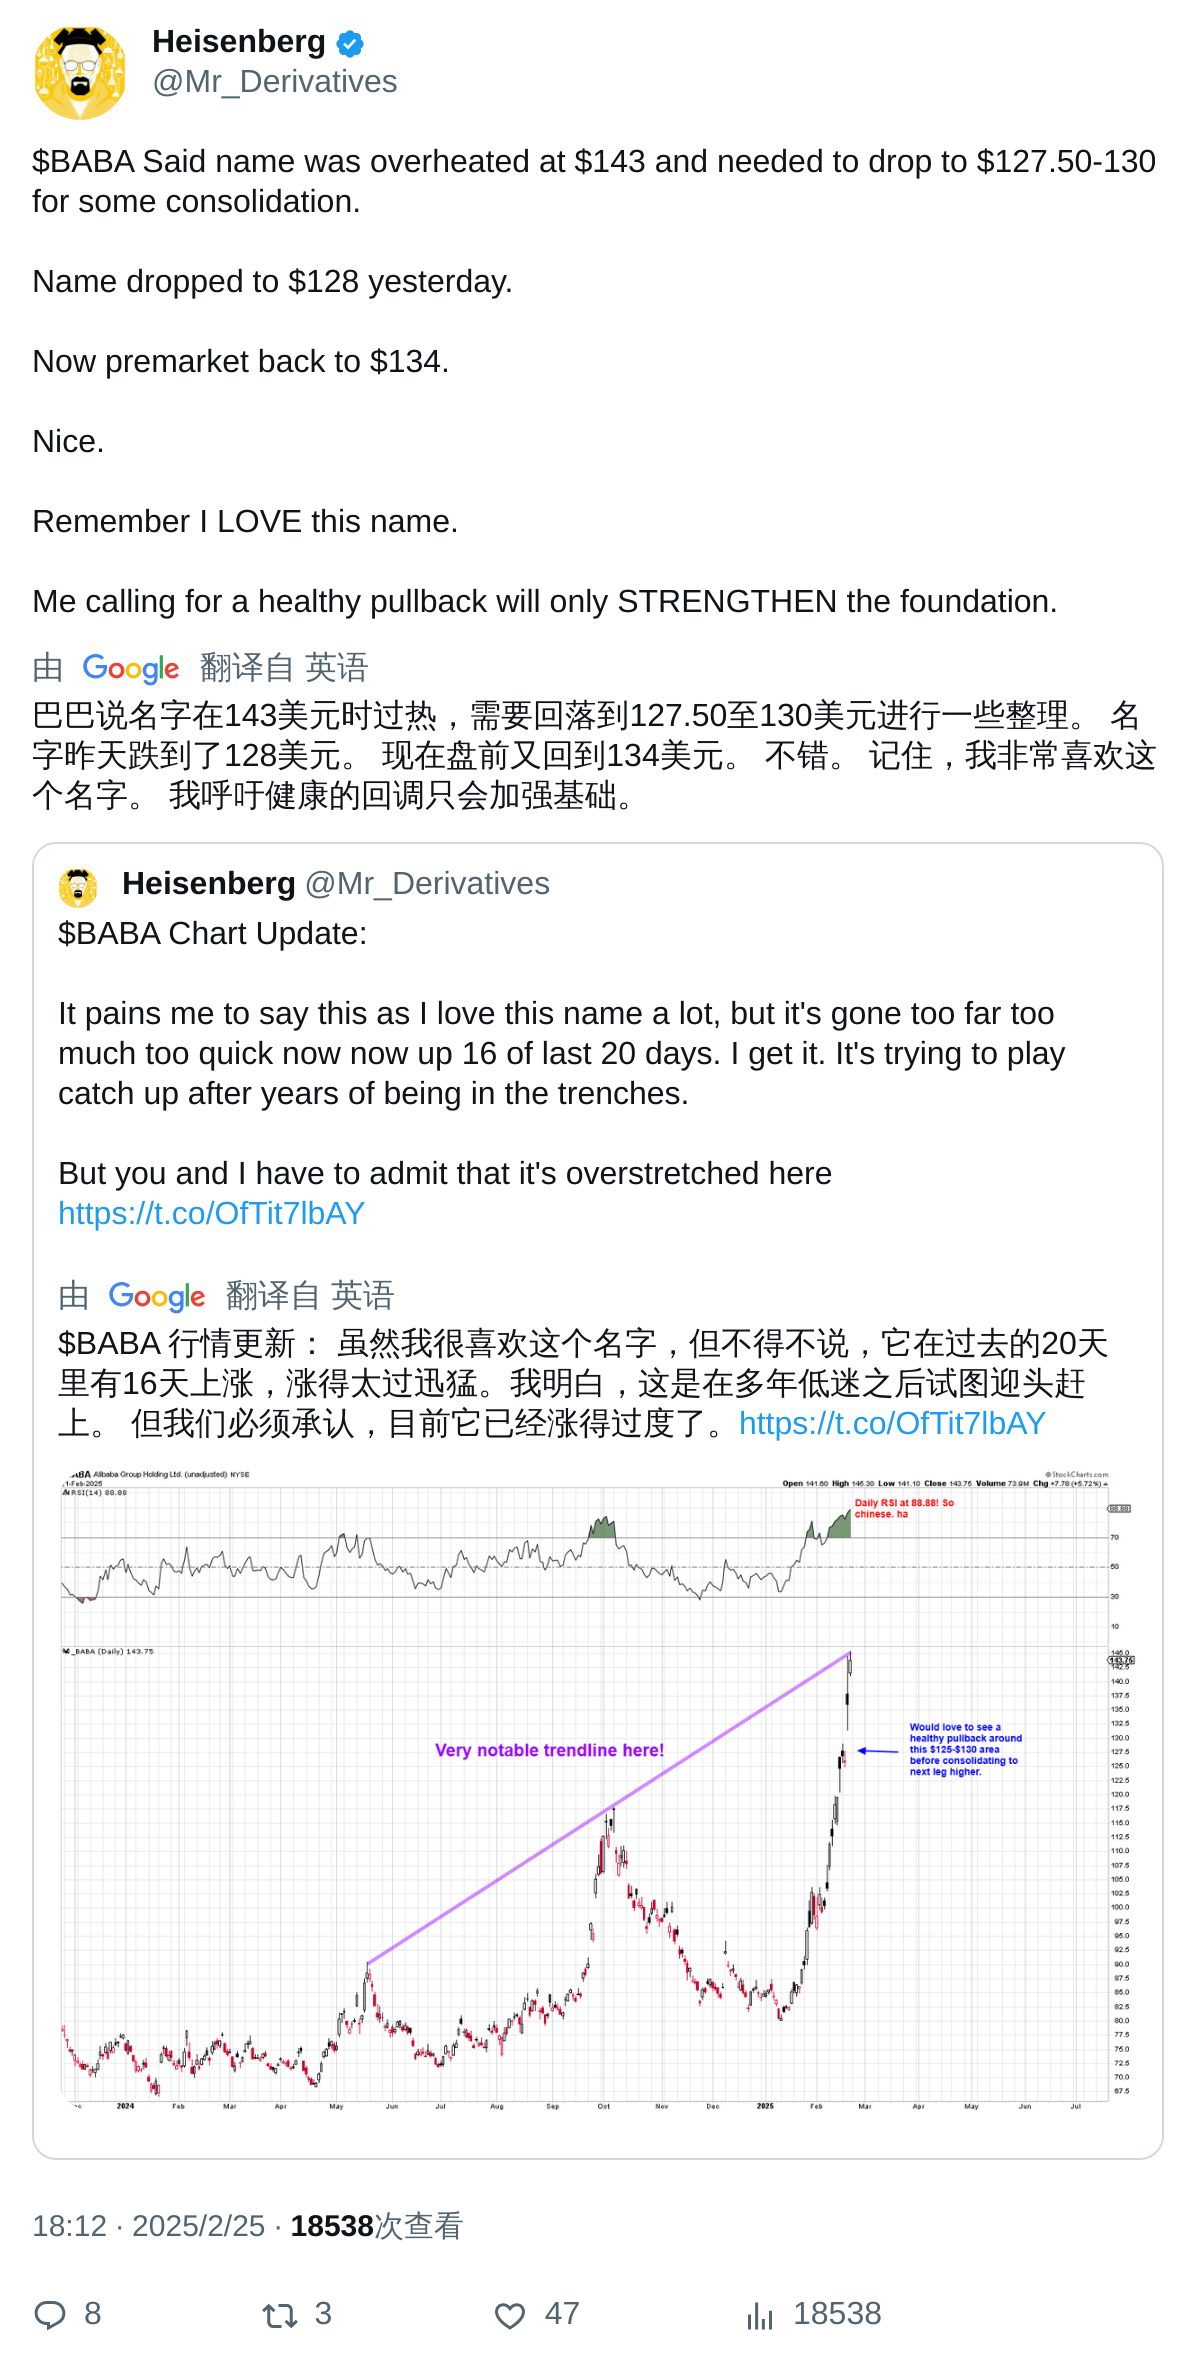 Heisenberg
@Mr_Derivatives
$BABA Said name was overheated at $143 and needed to drop to $127.50-130
for some consolidation.
Name dropped to $128 yesterday.
Now premarket back to $134.
Nice.
Remember I LOVE this name.
Me calling for a healthy pullback will only STRENGTHEN the foundation.
由 Google 翻译自 英语
巴巴说名字在143美元时过热，需要回落到127.50至130美元进行一些整理。 名
字昨天跌到了128美元。 现在盘前又回到134美元。 不错。 记住，我非常喜欢这
个名字。 我呼吁健康的回调只会加强基础。
Heisenberg @Mr_Derivatives
$BABA Chart Update:
It pains me to say this as I love this name a lot, but it's gone too far too
much too quick now now up 16 of last 20 days. I get it. It's trying to play
catch up after years of being in the trenches.
But you and I have to admit that it's overstretched here
https://t.co/OfTit7lbAY
由 Google 翻译自 英语
$BABA 行情更新： 虽然我很喜欢这个名字，但不得不说，它在过去的20天
里有16天上涨，涨得太过迅猛。我明白，这是在多年低迷之后试图迎头赶
上。 但我们必须承认，目前它已经涨得过度了。https://t.co/OfTit7lbAY
ABA Alibaba Group Holding Ltd. (unadjusted) NYSE
© StockCharts.com
1-Feb-2025
Open 141.60 High 145.30 Low 141.10 Close 143.75 Volume 73.9M Chg +7.78 (+5.72%)
RSI(14) 88.88
Daily RSI at 88.88! So
chinese. ha
88.88
70
50
30
10
_BABA (Daily) 143.75
145.0
143.75
142.5
140.0
137.5
135.0
132.5
130.0
127.5
125.0
122.5
120.0
117.5
115.0
112.5
110.0
107.5
105.0
102.5
100.0
97.5
95.0
92.5
90.0
87.5
85.0
82.5
80.0
77.5
75.0
72.5
70.0
67.5
Very notable trendline here!
Would love to see a
healthy pullback around
this $125-$130 area
before consolidating to
next leg higher.
2024 Feb Mar Apr May Jun Jul Aug Sep Oct Nov Dec 2025 Feb Mar Apr May Jun Jul
18:12 · 2025/2/25 · 18538次查看
8 3 47 18538